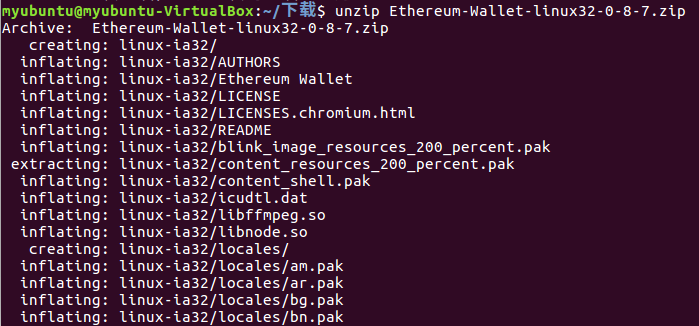 myubuntu@myubuntu-VirtualBox:~/下载$ unzip Ethereum-Wallet-linux32-0-8-7.zip
Archive:  Ethereum-Wallet-linux32-0-8-7.zip
   creating: linux-ia32/
  inflating: linux-ia32/AUTHORS
  inflating: linux-ia32/Ethereum Wallet
  inflating: linux-ia32/LICENSE
  inflating: linux-ia32/LICENSES.chromium.html
  inflating: linux-ia32/README
  inflating: linux-ia32/blink_image_resources_200_percent.pak
 extracting: linux-ia32/content_resources_200_percent.pak
  inflating: linux-ia32/content_shell.pak
  inflating: linux-ia32/icudtl.dat
  inflating: linux-ia32/libffmpeg.so
  inflating: linux-ia32/libnode.so
   creating: linux-ia32/locales/
  inflating: linux-ia32/locales/am.pak
  inflating: linux-ia32/locales/ar.pak
  inflating: linux-ia32/locales/bg.pak
  inflating: linux-ia32/locales/bn.pak